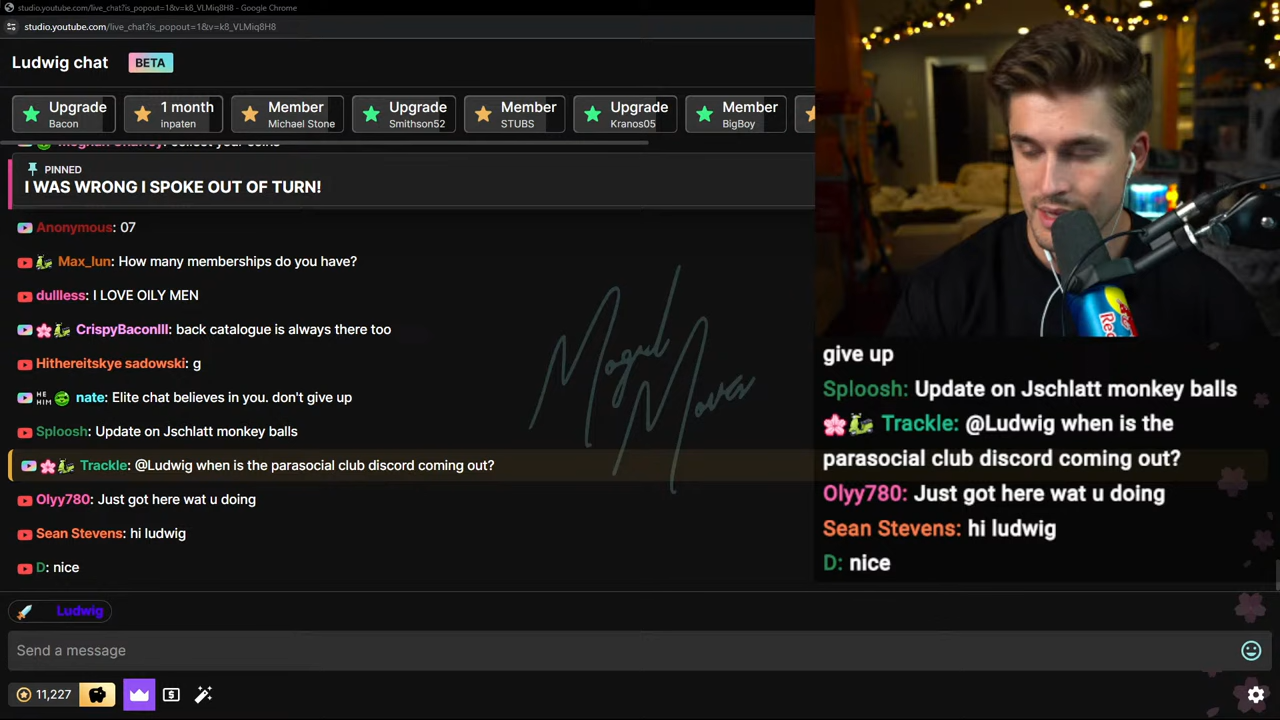 studio.youtube.com/live_chat?is_popout=1&v=k8_VLMiq8H8 - Google Chrome
studio.youtube.com/live_chat?is_popout=1&v=k8_VLMiq8H8
Ludwig chat BETA
Upgrade
Bacon
1 month
inpaten
Member
Michael Stone
Upgrade
Smithson52
Member
STUBS
Upgrade
Kranos05
Member
BigBoy
PINNED
I WAS WRONG I SPOKE OUT OF TURN!
Anonymous: 07
Max_lun: How many memberships do you have?
dullless: I LOVE OILY MEN
CrispyBaconlll: back catalogue is always there too
Hithereitskye sadowski: g
HE HIM nate: Elite chat believes in you. don't give up
Sploosh: Update on Jschlatt monkey balls
Trackle: @Ludwig when is the parasocial club discord coming out?
Olyy780: Just got here wat u doing
Sean Stevens: hi ludwig
D: nice
Mogul
Moves
Ludwig
Send a message
11,227
Red
give up
Sploosh: Update on Jschlatt monkey balls
Trackle: @Ludwig when is the
parasocial club discord coming out?
Olyy780: Just got here wat u doing
Sean Stevens: hi ludwig
D: nice